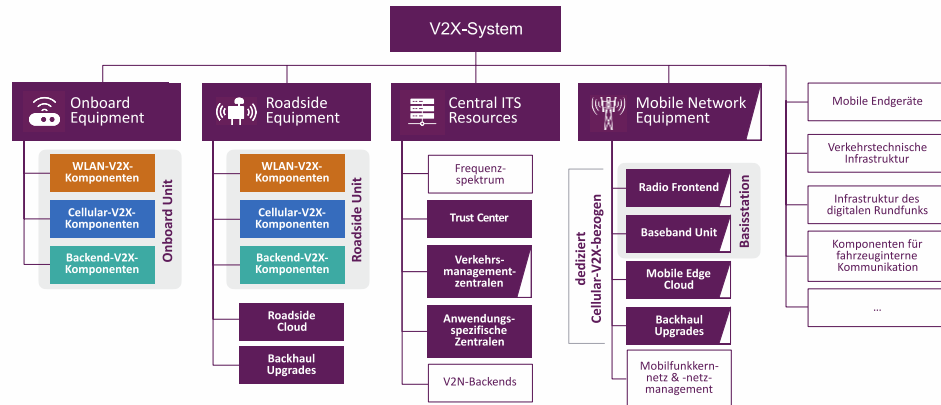 V2X-System
Onboard
Equipment
WLAN-V2X-
Komponenten
Cellular-V2X-
Komponenten
Backend-V2X-
Komponenten
Onboard Unit
Roadside
Equipment
WLAN-V2X-
Komponenten
Cellular-V2X-
Komponenten
Backend-V2X-
Komponenten
Roadside Unit
Roadside
Cloud
Backhaul
Upgrades
Central ITS
Resources
Frequenz-
spektrum
Trust Center
Verkehrs-
management-
zentralen
Anwendungs-
spezifische
Zentralen
V2N-Backends
Mobile Network
Equipment
dediziert
Cellular-V2X-bezogen
Radio Frontend
Baseband Unit
Basisstation
Mobile Edge
Cloud
Backhaul
Upgrades
Mobilfunkkern-
netz & -netz-
management
Mobile Endgeräte
Verkehrstechnische
Infrastruktur
Infrastruktur des
digitalen Rundfunks
Komponenten für
fahrzeuginterne
Kommunikation
...